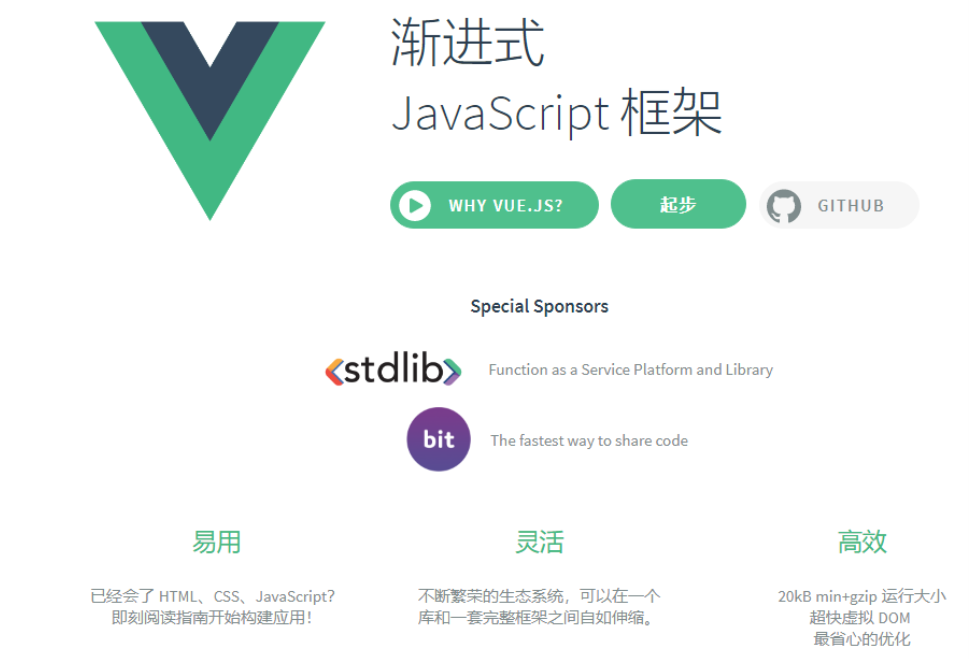 渐进式
JavaScript 框架
WHY VUE.JS?
起步
GITHUB
Special Sponsors
<stdlib>
Function as a Service Platform and Library
bit
The fastest way to share code
易用
已经会了 HTML、CSS、JavaScript?
即刻阅读指南开始构建应用!
灵活
不断繁荣的生态系统，可以在一个
库和一套完整框架之间自如伸缩。
高效
20kB min+gzip 运行大小
超快虚拟 DOM
最省心的优化